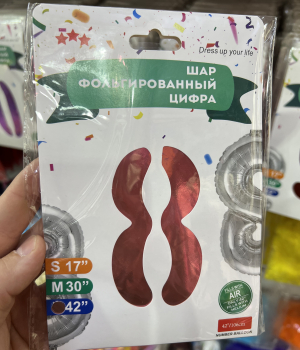 Dress up your life
ШАР
ФОЛЬГИРОВАННЫЙ
ЦИФРА
S 17"
M 30"
42"
AIR